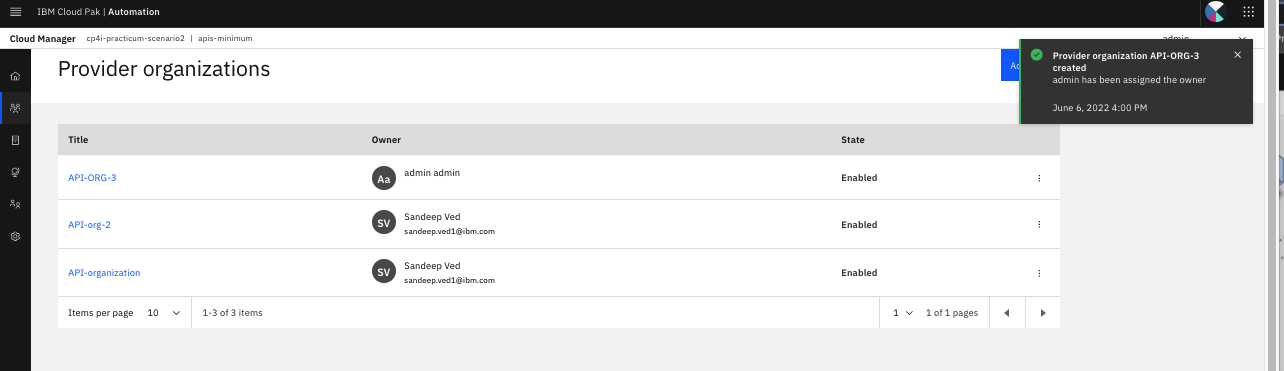 IBM Cloud Pak | Automation
Cloud Manager cp4i-practicum-scenario2 | apis-minimum
Provider organizations
Provider organization API-ORG-3
created
admin has been assigned the owner
June 6, 2022 4:00 PM
Title Owner State
API-ORG-3 Aa admin admin Enabled
API-org-2 SV Sandeep Ved Enabled
sandeep.ved1@ibm.com
API-organization SV Sandeep Ved Enabled
sandeep.ved1@ibm.com
Items per page 10 1-3 of 3 items 1 1 of 1 pages